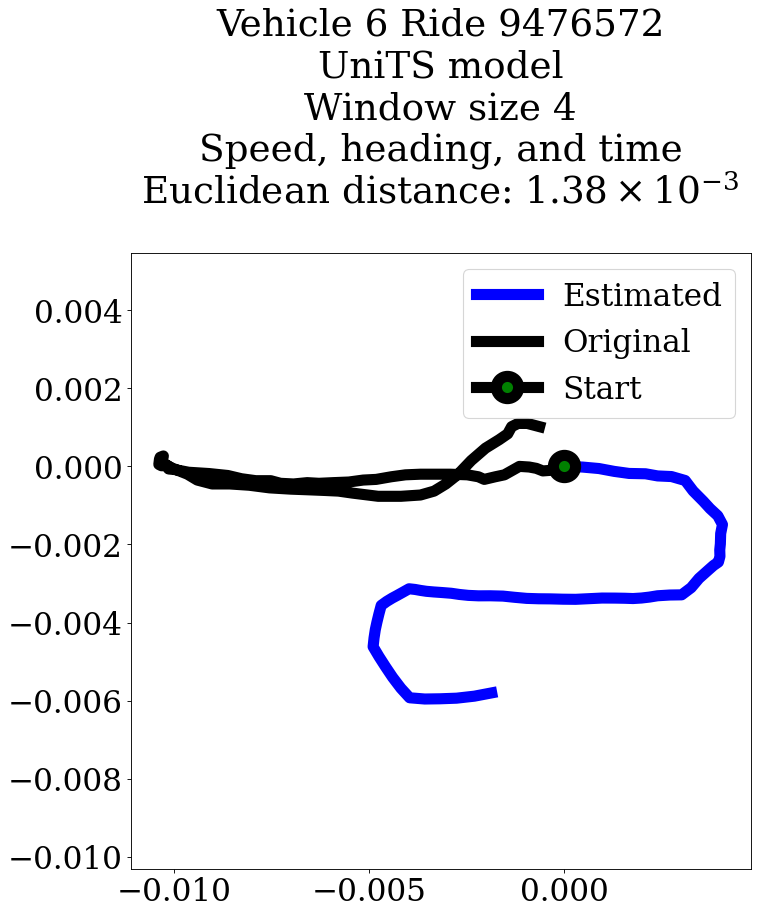 Vehicle 6 Ride 9476572
UniTS model
Window size 4
Speed, heading, and time
Euclidean distance: 1.38 × 10⁻³
Estimated
Original
Start
0.004
0.002
0.000
−0.002
−0.004
−0.006
−0.008
−0.010
−0.010 −0.005 0.000